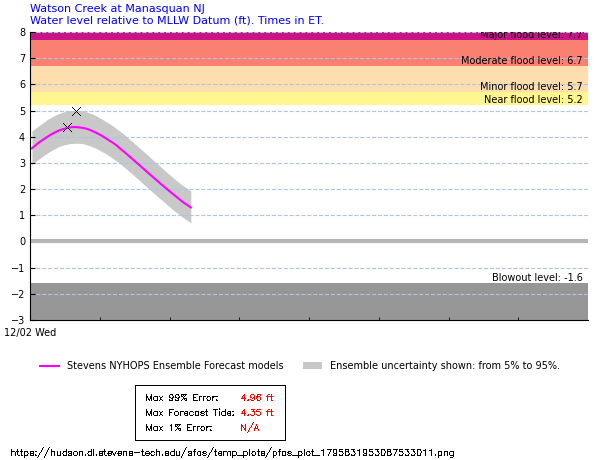 Watson Creek at Manasquan NJ
Water level relative to MLLW Datum (ft). Times in ET.
8
Major flood level: 7.7
7
Moderate flood level: 6.7
6
Minor flood level: 5.7
Near flood level: 5.2
5
4
3
2
1
0
−1
Blowout level: -1.6
−2
−3
12/02 Wed
Stevens NYHOPS Ensemble Forecast models
Ensemble uncertainty shown: from 5% to 95%.
Max 99% Error: 4.96 ft
Max Forecast Tide: 4.35 ft
Max 1% Error: N/A
https://hudson.dl.stevens-tech.edu/sfas/temp_plots/pfas_plot_1795831953087533011.png